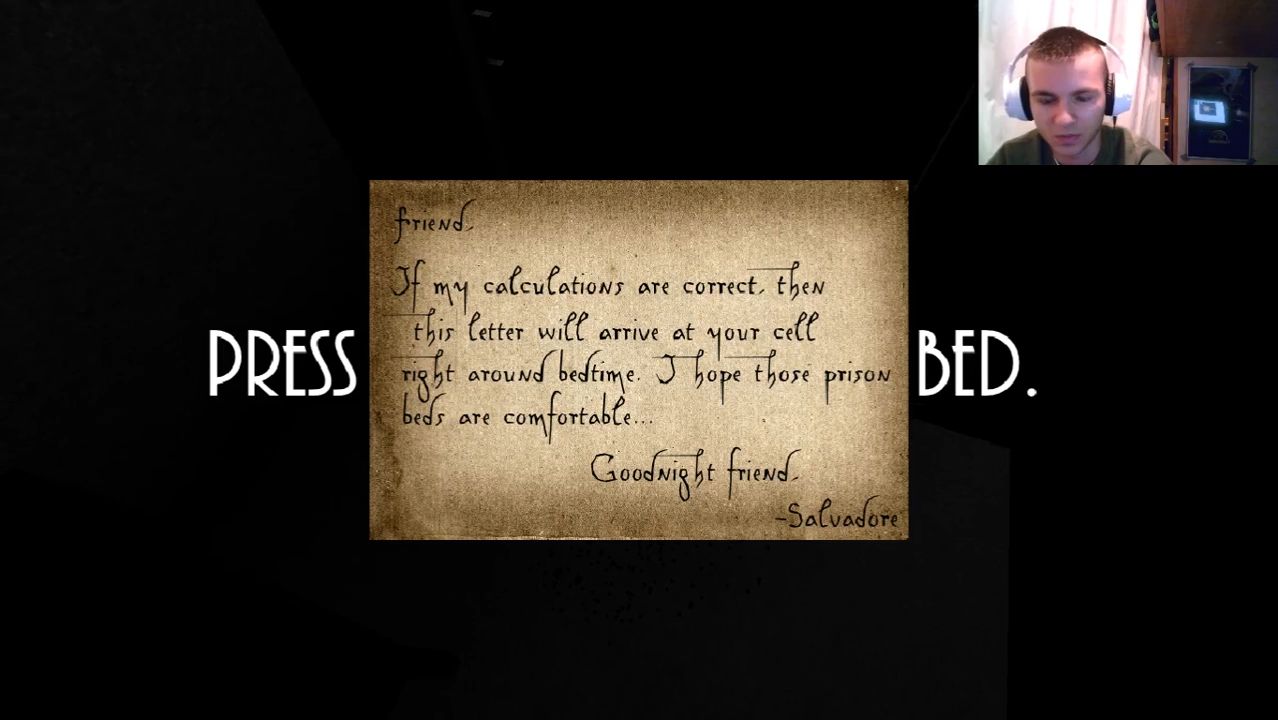 friend,
If my calculations are correct, then
this letter will arrive at your cell
right around bedtime. I hope those prison
beds are comfortable...
Goodnight friend,
-Salvadore
PRESS
BED.